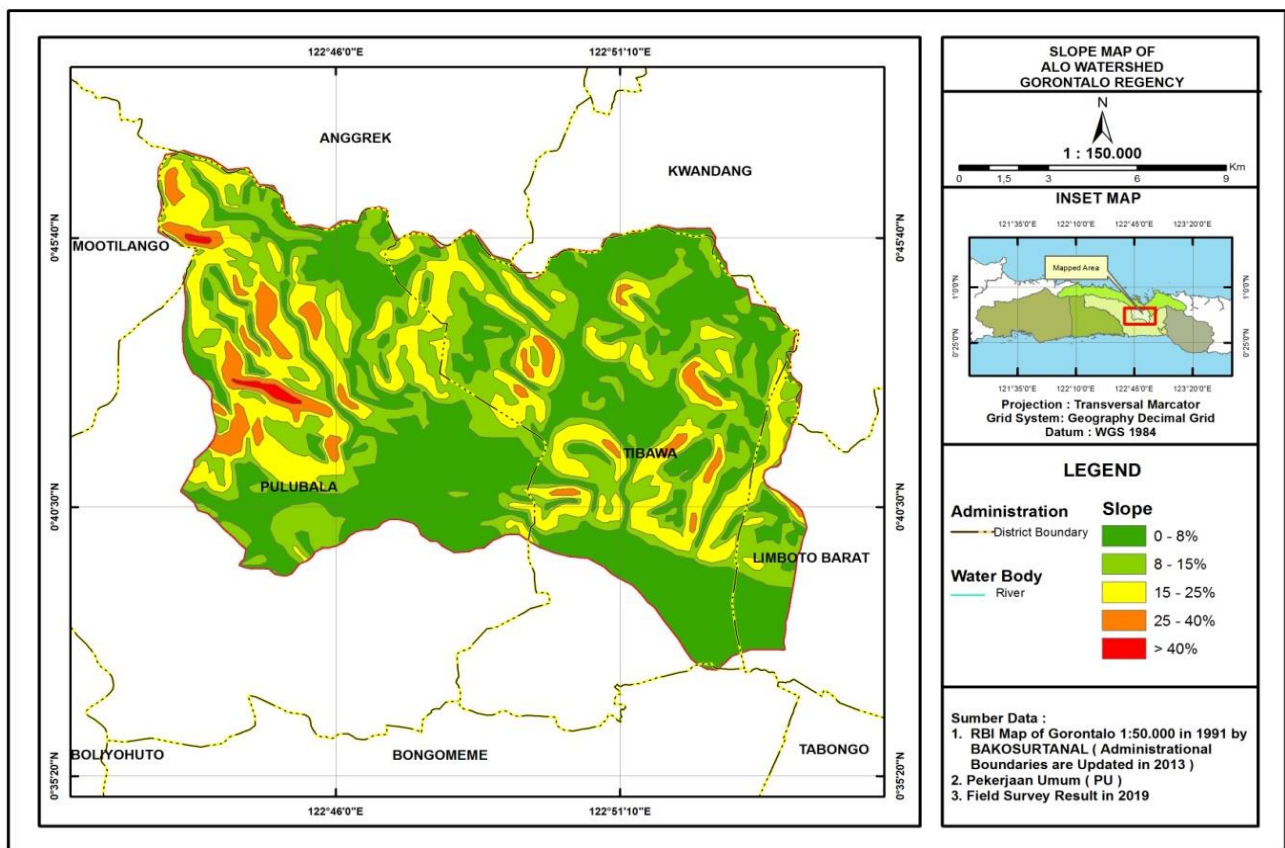 122°46'0"E 122°51'10"E
ANGGREK
KWANDANG
0°45'40"N 0°45'40"N
MOOTILANGO
TIBAWA
PULUBALA
0°40'30"N 0°40'30"N
LIMBOTO BARAT
BOLIYOHUTO
BONGOMEME
TABONGO
0°35'20"N 0°35'20"N
122°46'0"E 122°51'10"E
SLOPE MAP OF
ALO WATERSHED
GORONTALO REGENCY
N
1 : 150.000
Km
0 1,5 3 6 9
INSET MAP
121°35'0"E 122°10'0"E 122°45'0"E 123°20'0"E
Mapped Area
1°0'0"N 1°0'0"N
0°25'0"N 0°25'0"N
121°35'0"E 122°10'0"E 122°45'0"E 123°20'0"E
Projection : Transversal Marcator
Grid System: Geography Decimal Grid
Datum : WGS 1984
LEGEND
Administration
District Boundary
Water Body
River
Slope
0 - 8%
8 - 15%
15 - 25%
25 - 40%
> 40%
Sumber Data :
1. RBI Map of Gorontalo 1:50.000 in 1991 by
BAKOSURTANAL ( Administrational
Boundaries are Updated in 2013 )
2. Pekerjaan Umum ( PU )
3. Field Survey Result in 2019